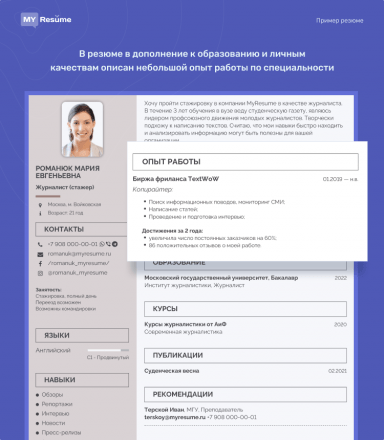 MY Resume
Пример резюме
В резюме в дополнение к образованию и личным
качествам описан небольшой опыт работы по специальности
Хочу пройти стажировку в компании MyResume в качестве журналиста.
В течение 3 лет обучения в вузе веду студенческую газету, являюсь
лидером профсоюзного движения молодых журналистов. Творчески
подхожу к написанию текстов. Считаю, что мои навыки быстро находить
и анализировать информацию могут быть полезны для вашей
организации.
РОМАНЮК МАРИЯ
ЕВГЕНЬЕВНА
Журналист (стажер)
Москва, м. Войковская
Возраст: 21 год
КОНТАКТЫ
+7 908 000-00-01
romanuk@myresume.ru
/romanuk_myresume/
@romanuk_myresume
Занятость:
Стажировка, полный день
Переезд возможен
Возможны командировки
ЯЗЫКИ
Английский
C1 - Продвинутый
НАВЫКИ
Обзоры
Репортажи
Интервью
Новости
Пресс-релизы
ОПЫТ РАБОТЫ
Биржа фриланса TextWoW 01.2019 — н.в.
Копирайтер:
Поиск информационных поводов, мониторинг СМИ;
Написание статей;
Проведение и подготовка интервью.
Достижения за 2 года:
увеличила число постоянных заказчиков на 60%;
86 положительных отзывов о моей работе
ОБРАЗОВАНИЕ
Московский государственный университет, Бакалавр 2022
Институт журналистики, Журналист
КУРСЫ
Курсы журналистики от АиФ 2020
Современная журналистика
ПУБЛИКАЦИИ
Суденческая весна 02.2021
РЕКОМЕНДАЦИИ
Терской Иван, МГУ, Преподаватель
terskoy@myresume.ru +7 908 000-00-01